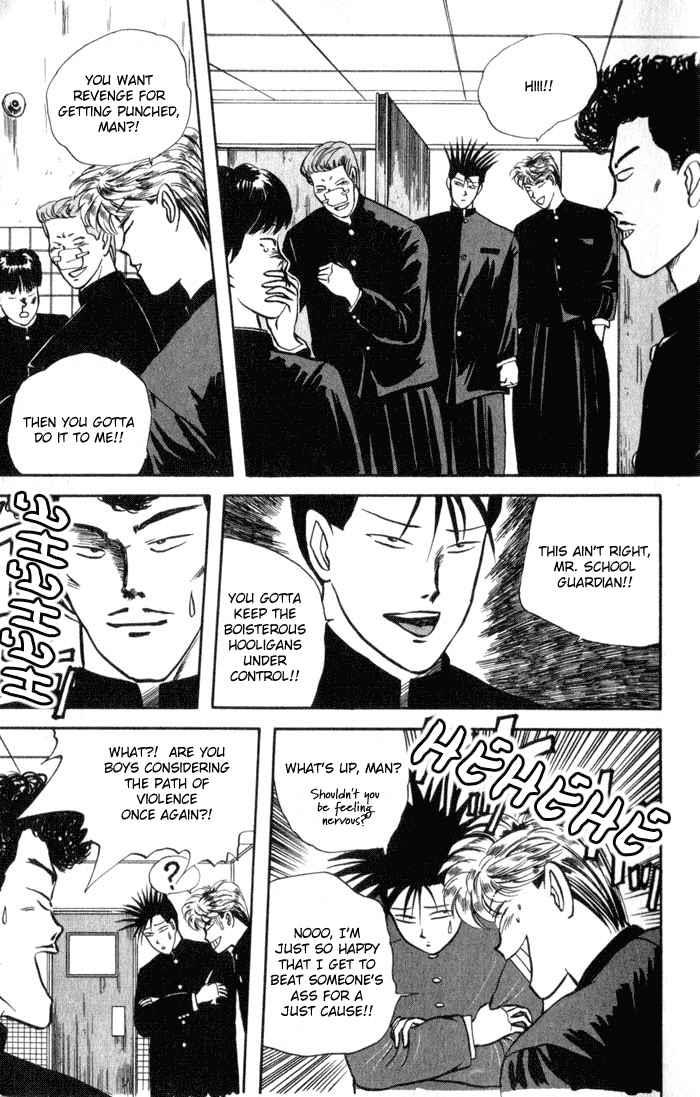 HIII!!
YOU WANT
REVENGE FOR
GETTING PUNCHED,
MAN?!
THEN YOU GOTTA
DO IT TO ME!!
THIS AIN'T RIGHT,
MR. SCHOOL
GUARDIAN!!
YOU GOTTA
KEEP THE
BOISTEROUS
HOOLIGANS
UNDER
CONTROL!!
HEHEHEHE
HEHEHEHE
WHAT'S UP, MAN?
Shouldn't you
be feeling
nervous?
NOOO, I'M
JUST SO HAPPY
THAT I GET TO
BEAT SOMEONE'S
ASS FOR A
JUST CAUSE!!
WHAT?! ARE YOU
BOYS CONSIDERING
THE PATH OF
VIOLENCE
ONCE AGAIN?!
?